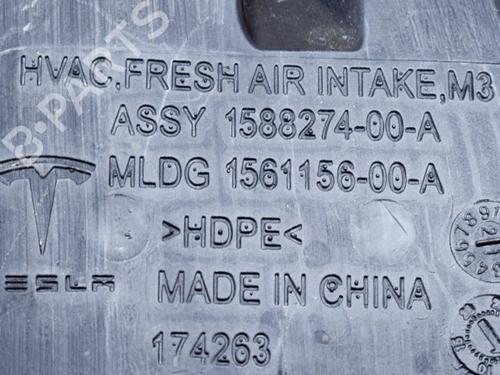 HVAC,FRESH AIR INTAKE,M3
ASSY 1588274-00-A
MLDG 1561156-00-A
>HDPE<
TESLA
MADE IN CHINA
174263
B-PARTS